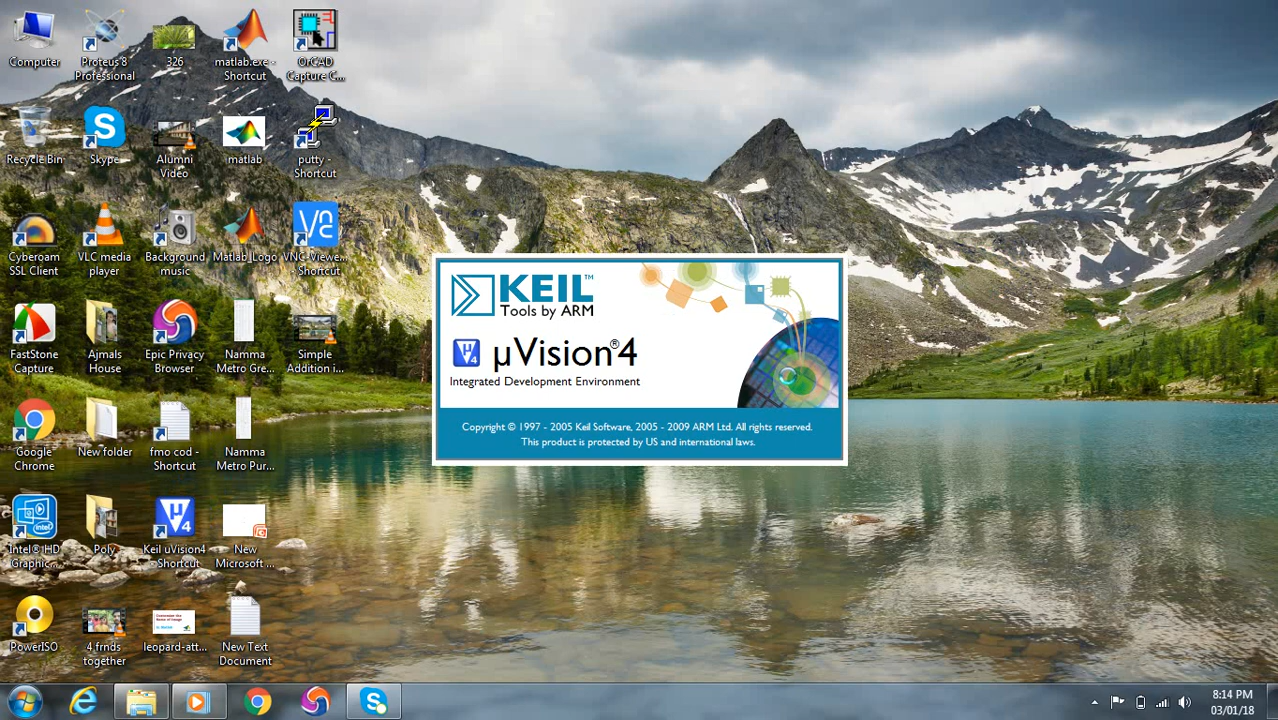 Computer
Proteus 8
Professional
326
matlab.exe -
Shortcut
OrCAD
Capture C...
Recycle Bin
S
Skype
Alumni
Video
matlab
putty -
Shortcut
Cyberoam
SSL Client
VLC media
player
Background
music
Matlab_Logo
VNC-Viewe...
- Shortcut
FastStone
Capture
Ajmals
House
Epic Privacy
Browser
Namma
Metro Gre...
Simple
Addition i...
Google
Chrome
New folder
fmo cod -
Shortcut
Namma
Metro Pur...
intel
Intel® HD
Graphic...
Poly
μ
V4
Keil uVision4
- Shortcut
New
Microsoft ...
PowerISO
4 frnds
together
leopard-att...
New Text
Document
KEIL™
Tools by ARM
μVision®4
Integrated Development Environment
Copyright © 1997 - 2005 Keil Software, 2005 - 2009 ARM Ltd. All rights reserved.
This product is protected by US and international laws.
8:14 PM
03/01/18